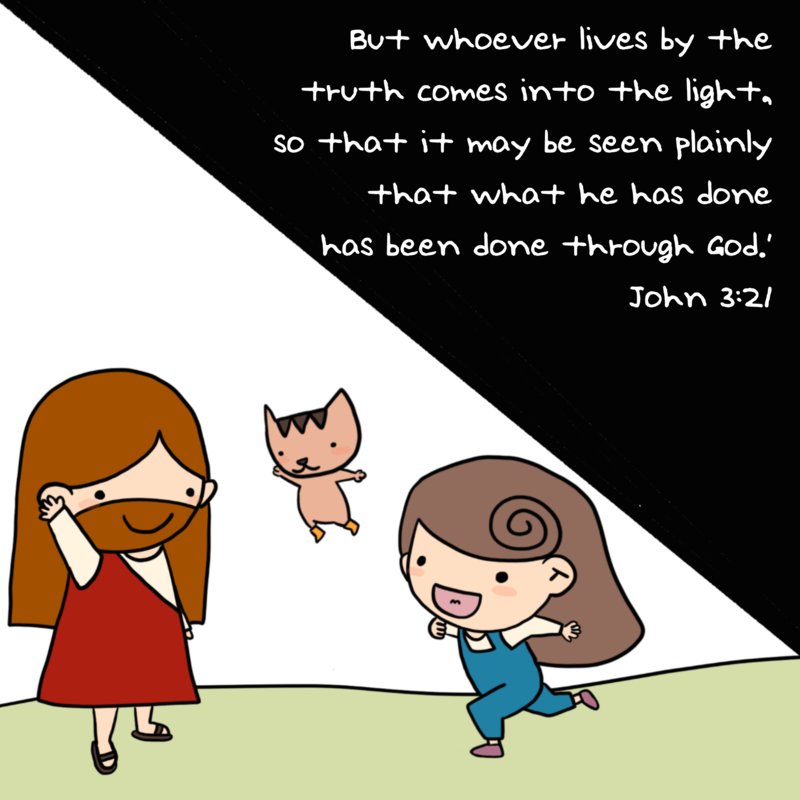 But whoever lives by the
truth comes into the light,
so that it may be seen plainly
that what he has done
has been done through God.'
John 3:21